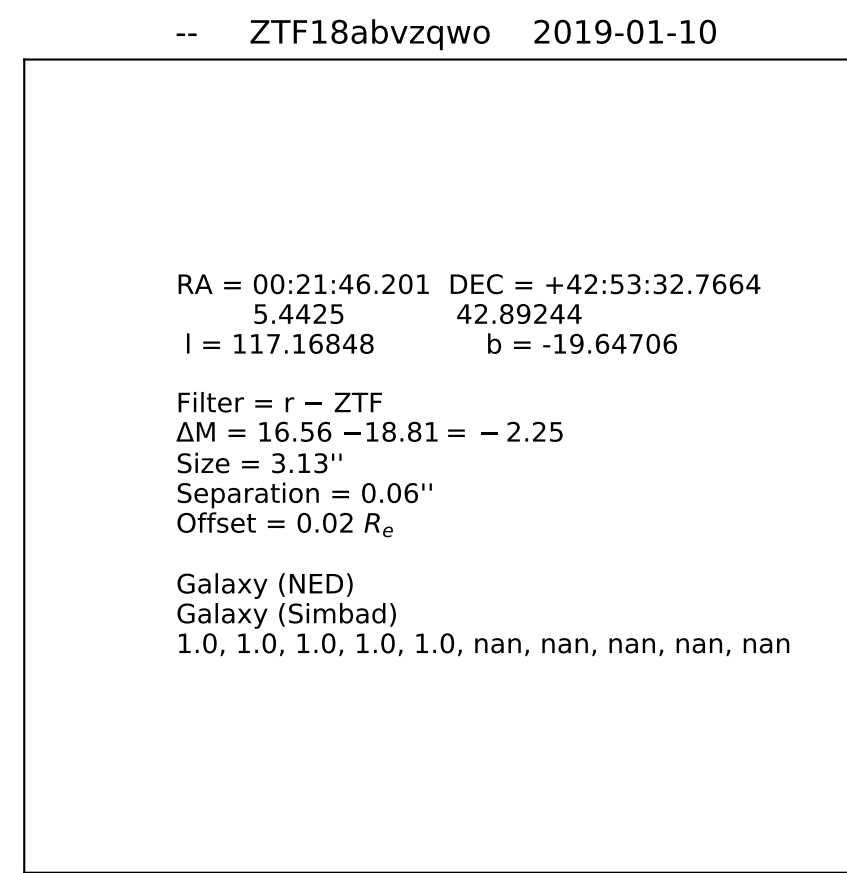 -- ZTF18abvzqwo 2019-01-10
RA = 00:21:46.201 DEC = +42:53:32.7664
5.4425 42.89244
l = 117.16848 b = -19.64706
Filter = r − ZTF
ΔM = 16.56 −18.81 = − 2.25
Size = 3.13''
Separation = 0.06''
Offset = 0.02 Rₑ
Galaxy (NED)
Galaxy (Simbad)
1.0, 1.0, 1.0, 1.0, 1.0, nan, nan, nan, nan, nan